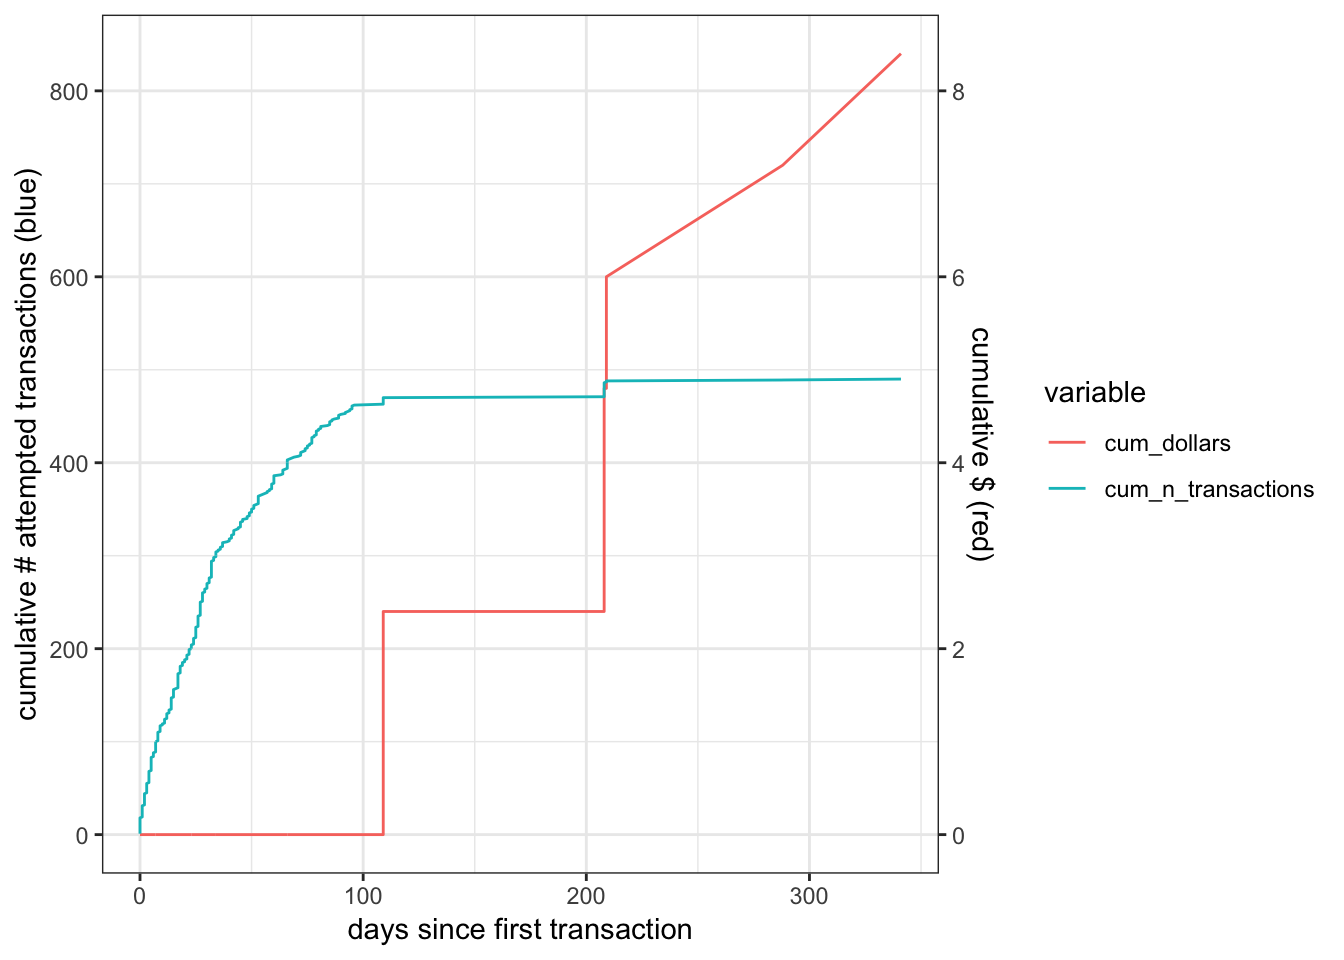 cumulative # attempted transactions (blue)
800
600
400
200
0
0
100
200
300
days since first transaction
8
6
4
2
0
cumulative $ (red)
variable
cum_dollars
cum_n_transactions